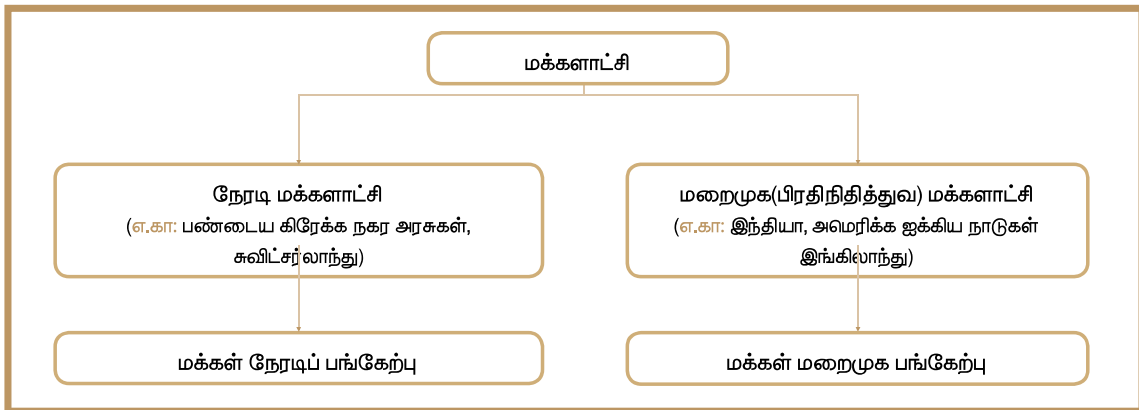 மக்களாட்சி
நேரடி மக்களாட்சி
(எ.கா: பண்டைய கிரேக்க நகர அரசுகள்,
சுவிட்சர்லாந்து)
மறைமுக(பிரதிநிதித்துவ) மக்களாட்சி
(எ.கா: இந்தியா, அமெரிக்க ஐக்கிய நாடுகள்
இங்கிலாந்து)
மக்கள் நேரடிப் பங்கேற்பு
மக்கள் மறைமுக பங்கேற்பு